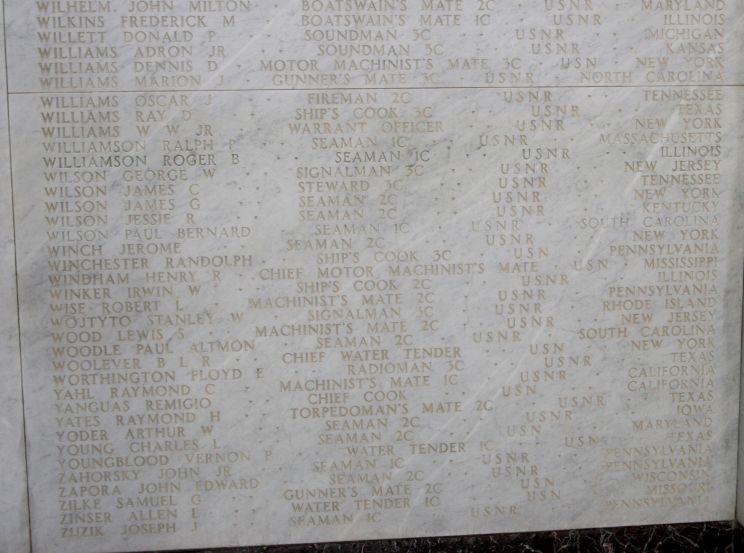 WILHELM JOHN MILTON · BOATSWAIN'S MATE 2C · USNR · MARYLAND
WILKINS FREDERICK M · BOATSWAIN'S MATE 1C · USNR · ILLINOIS
WILLETT DONALD P · SOUNDMAN 3C · USNR · MICHIGAN
WILLIAMS ADRON JR · SOUNDMAN 3C · USNR · KANSAS
WILLIAMS DENNIS D · MOTOR MACHINIST'S MATE 3C · USN · NEW YORK
WILLIAMS MARION J · GUNNER'S MATE 3C · USNR · NORTH CAROLINA
WILLIAMS OSCAR J · FIREMAN 2C · USNR · TENNESSEE
WILLIAMS RAY D · SHIP'S COOK 3C · USNR · TEXAS
WILLIAMS W W JR · WARRANT OFFICER · USNR · NEW YORK
WILLIAMSON RALPH P · SEAMAN 1C · USNR · MASSACHUSETTS
WILLIAMSON ROGER B · SEAMAN 1C · USNR · ILLINOIS
WILSON GEORGE W · SIGNALMAN 3C · USNR · NEW JERSEY
WILSON JAMES C · STEWARD 3C · USNR · TENNESSEE
WILSON JAMES G · SEAMAN 2C · USNR · NEW YORK
WILSON JESSIE R · SEAMAN 2C · USNR · KENTUCKY
WILSON PAUL BERNARD · SEAMAN 1C · USNR · SOUTH CAROLINA
WINCH JEROME · SEAMAN 2C · USNR · NEW YORK
WINCHESTER RANDOLPH · SHIP'S COOK 3C · USN · PENNSYLVANIA
WINDHAM HENRY R · CHIEF MOTOR MACHINIST'S MATE · USN · MISSISSIPPI
WINKER IRWIN W · SHIP'S COOK 2C · USNR · ILLINOIS
WISE ROBERT L · MACHINIST'S MATE 2C · USNR · PENNSYLVANIA
WOJTYTO STANLEY W · SIGNALMAN 3C · USNR · RHODE ISLAND
WOOD LEWIS S · MACHINIST'S MATE 2C · USNR · NEW JERSEY
WOODLE PAUL ALTMON · SEAMAN 2C · USNR · SOUTH CAROLINA
WOOLEVER B L R · CHIEF WATER TENDER · USN · NEW YORK
WORTHINGTON FLOYD E · RADIOMAN 3C · USNR · TEXAS
YAHL RAYMOND C · MACHINIST'S MATE 1C · USN · CALIFORNIA
YANGUAS REMIGIO · CHIEF COOK · USN · CALIFORNIA
YATES RAYMOND H · TORPEDOMAN'S MATE 2C · USNR · TEXAS
YODER ARTHUR W · SEAMAN 2C · USN · IOWA
YOUNG CHARLES L · SEAMAN 2C · USN · MARYLAND
YOUNGBLOOD VERNON P · WATER TENDER 1C · USN · TEXAS
ZAHORSKY JOHN JR · SEAMAN 1C · USNR · PENNSYLVANIA
ZAPORA JOHN EDWARD · SEAMAN 2C · USNR · PENNSYLVANIA
ZILKE SAMUEL G · GUNNER'S MATE 2C · USN · WISCONSIN
ZINSER ALLEN L · WATER TENDER 1C · USN · MISSOURI
ZUZIK JOSEPH J · SEAMAN 1C · USNR · PENNSYLVANIA